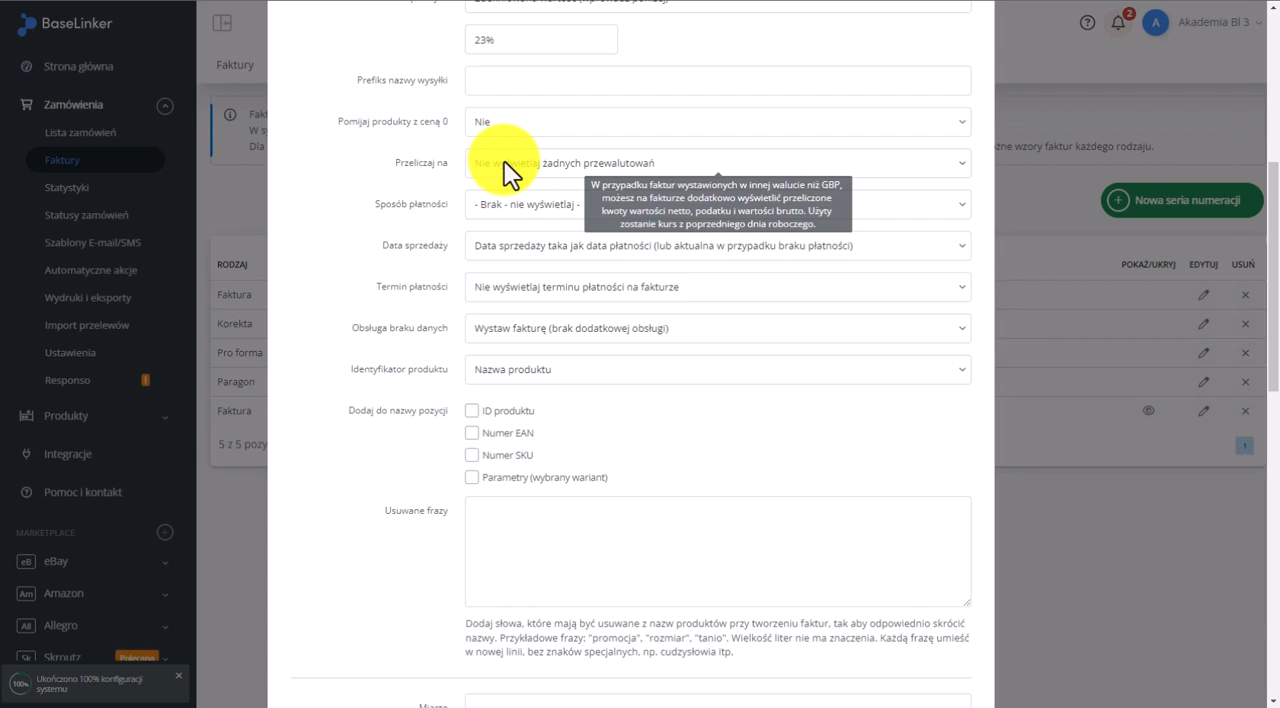 BaseLinker
Strona główna
Zamówienia
Lista zamówień
Faktury
Statystyki
Statusy zamówień
Szablony E-mail/SMS
Automatyczne akcje
Wydruki i eksporty
Import przelewów
Ustawienia
Responso
!
Produkty
Integracje
Pomoc i kontakt
MARKETPLACE
eB eBay
Am Amazon
All Allegro
Sk Skroutz
Polecana
100%
Ukończono 100% konfiguracji
systemu
Faktury
2
A
Akademia Bl 3
Nowa seria numeracji
RODZAJ
POKAŻ/UKRYJ EDYTUJ USUŃ
Faktura
Korekta
Pro forma
Paragon
Faktura
1
23%
Prefiks nazwy wysyłki
Pomijaj produkty z ceną 0 Nie
Przeliczaj na Nie wyświetlaj żadnych przewalutowań
W przypadku faktur wystawionych w innej walucie niż GBP,
możesz na fakturze dodatkowo wyświetlić przeliczone
kwoty wartości netto, podatku i wartości brutto. Użyty
zostanie kurs z poprzedniego dnia roboczego.
Sposób płatności - Brak - nie wyświetlaj -
Data sprzedaży Data sprzedaży taka jak data płatności (lub aktualna w przypadku braku płatności)
Termin płatności Nie wyświetlaj terminu płatności na fakturze
Obsługa braku danych Wystaw fakturę (brak dodatkowej obsługi)
Identyfikator produktu Nazwa produktu
Dodaj do nazwy pozycji ID produktu
Numer EAN
Numer SKU
Parametry (wybrany wariant)
Usuwane frazy
Dodaj słowa, które mają być usuwane z nazw produktów przy tworzeniu faktur, tak aby odpowiednio skrócić
nazwy. Przykładowe frazy: "promocja", "rozmiar", "tanio". Wielkość liter nie ma znaczenia. Każdą frazę umieść
w nowej linii, bez znaków specjalnych, np. cudzysłowia itp.